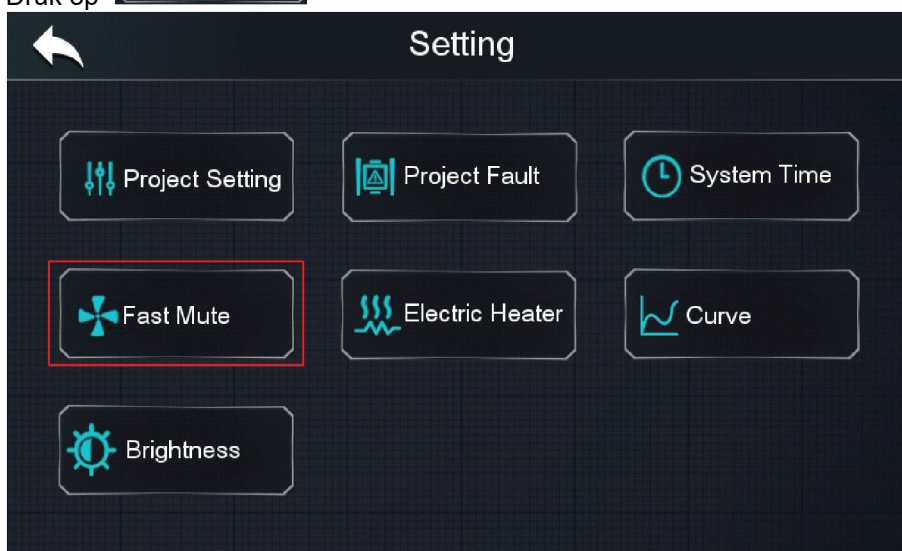 Druk op
Setting
Project Setting
Project Fault
System Time
Fast Mute
Electric Heater
Curve
Brightness